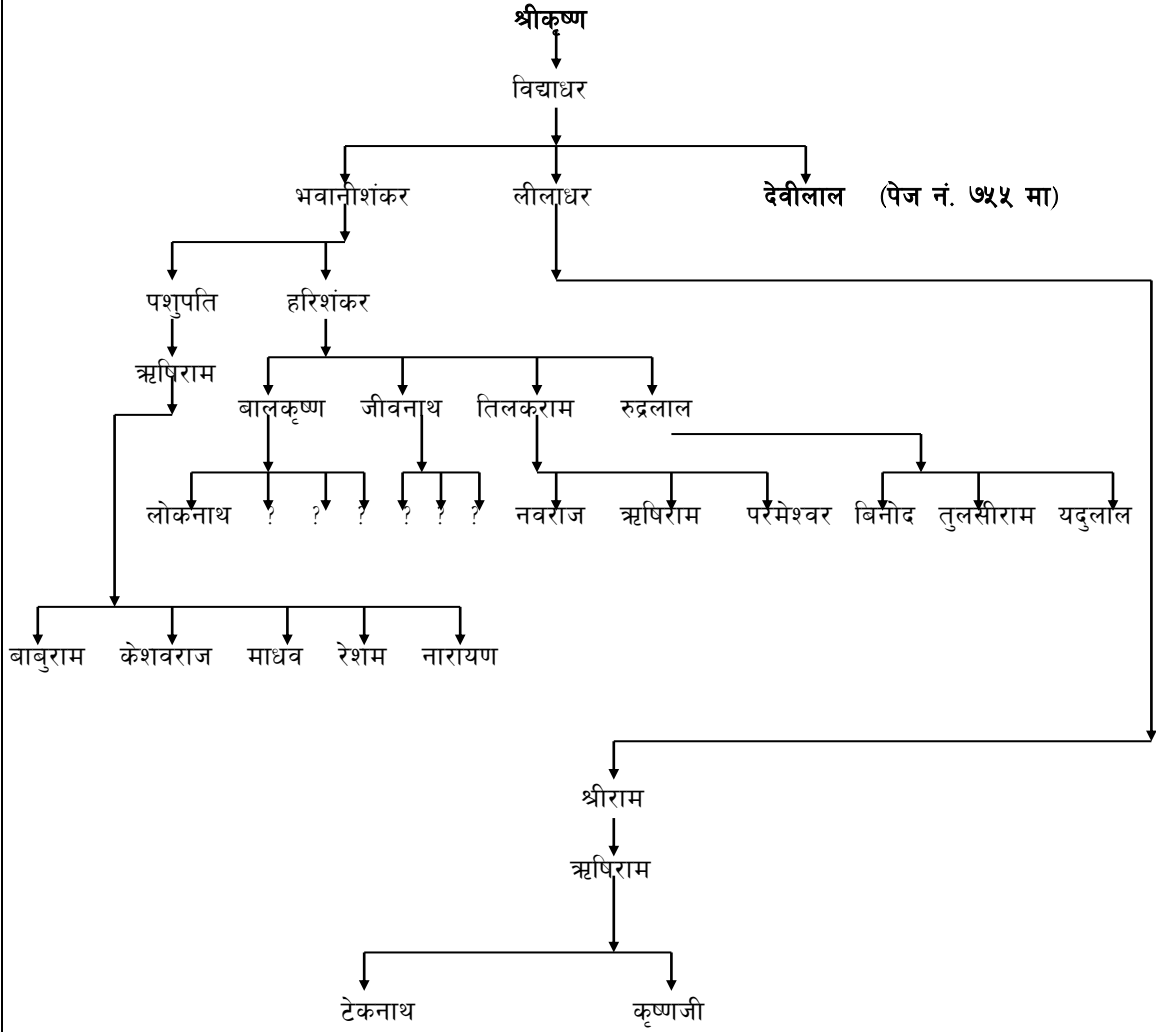 श्रीकृष्ण
विद्याधर
भवानीशंकर लीलाधर देवीलाल (पेज नं. ७५५ मा)
पशुपति हरिशंकर
ऋषिराम
बालकृष्ण जीवनाथ तिलकराम रुद्रलाल
लोकनाथ ? ? ? ? ? ? नवराज ऋषिराम परमेश्वर बिनोद तुलसीराम यदुलाल
बाबुराम केशवराज माधव रेशम नारायण
श्रीराम
ऋषिराम
टेकनाथ कृष्णजी